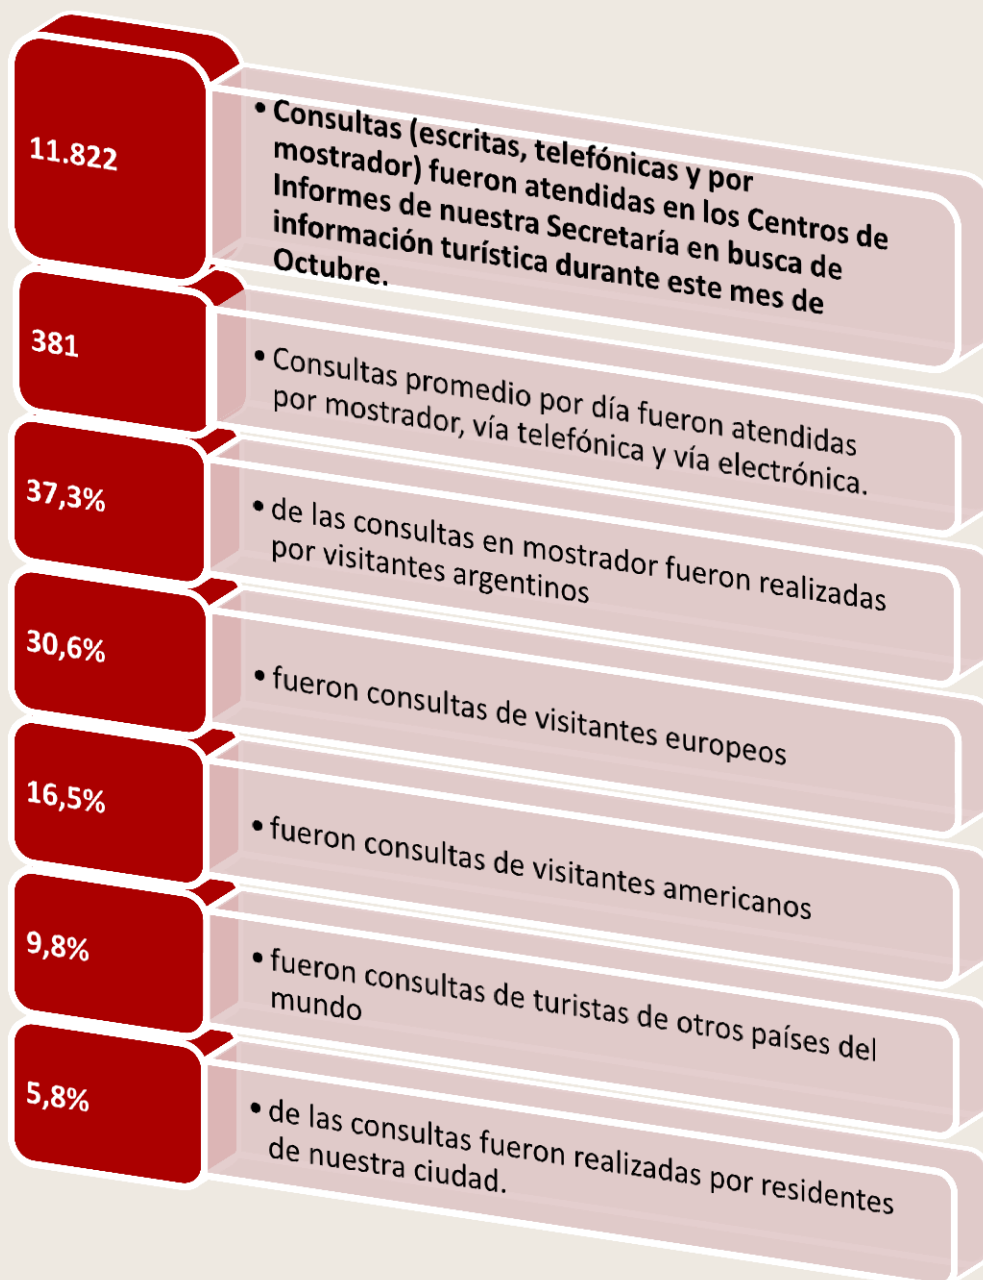 11.822
• Consultas (escritas, telefónicas y por
mostrador) fueron atendidas en los Centros de
Informes de nuestra Secretaría en busca de
información turística durante este mes de
Octubre.
381
• Consultas promedio por día fueron atendidas
por mostrador, vía telefónica y vía electrónica.
37,3%
• de las consultas en mostrador fueron realizadas
por visitantes argentinos
30,6%
• fueron consultas de visitantes europeos
16,5%
• fueron consultas de visitantes americanos
9,8%
• fueron consultas de turistas de otros países del
mundo
5,8%
• de las consultas fueron realizadas por residentes
de nuestra ciudad.